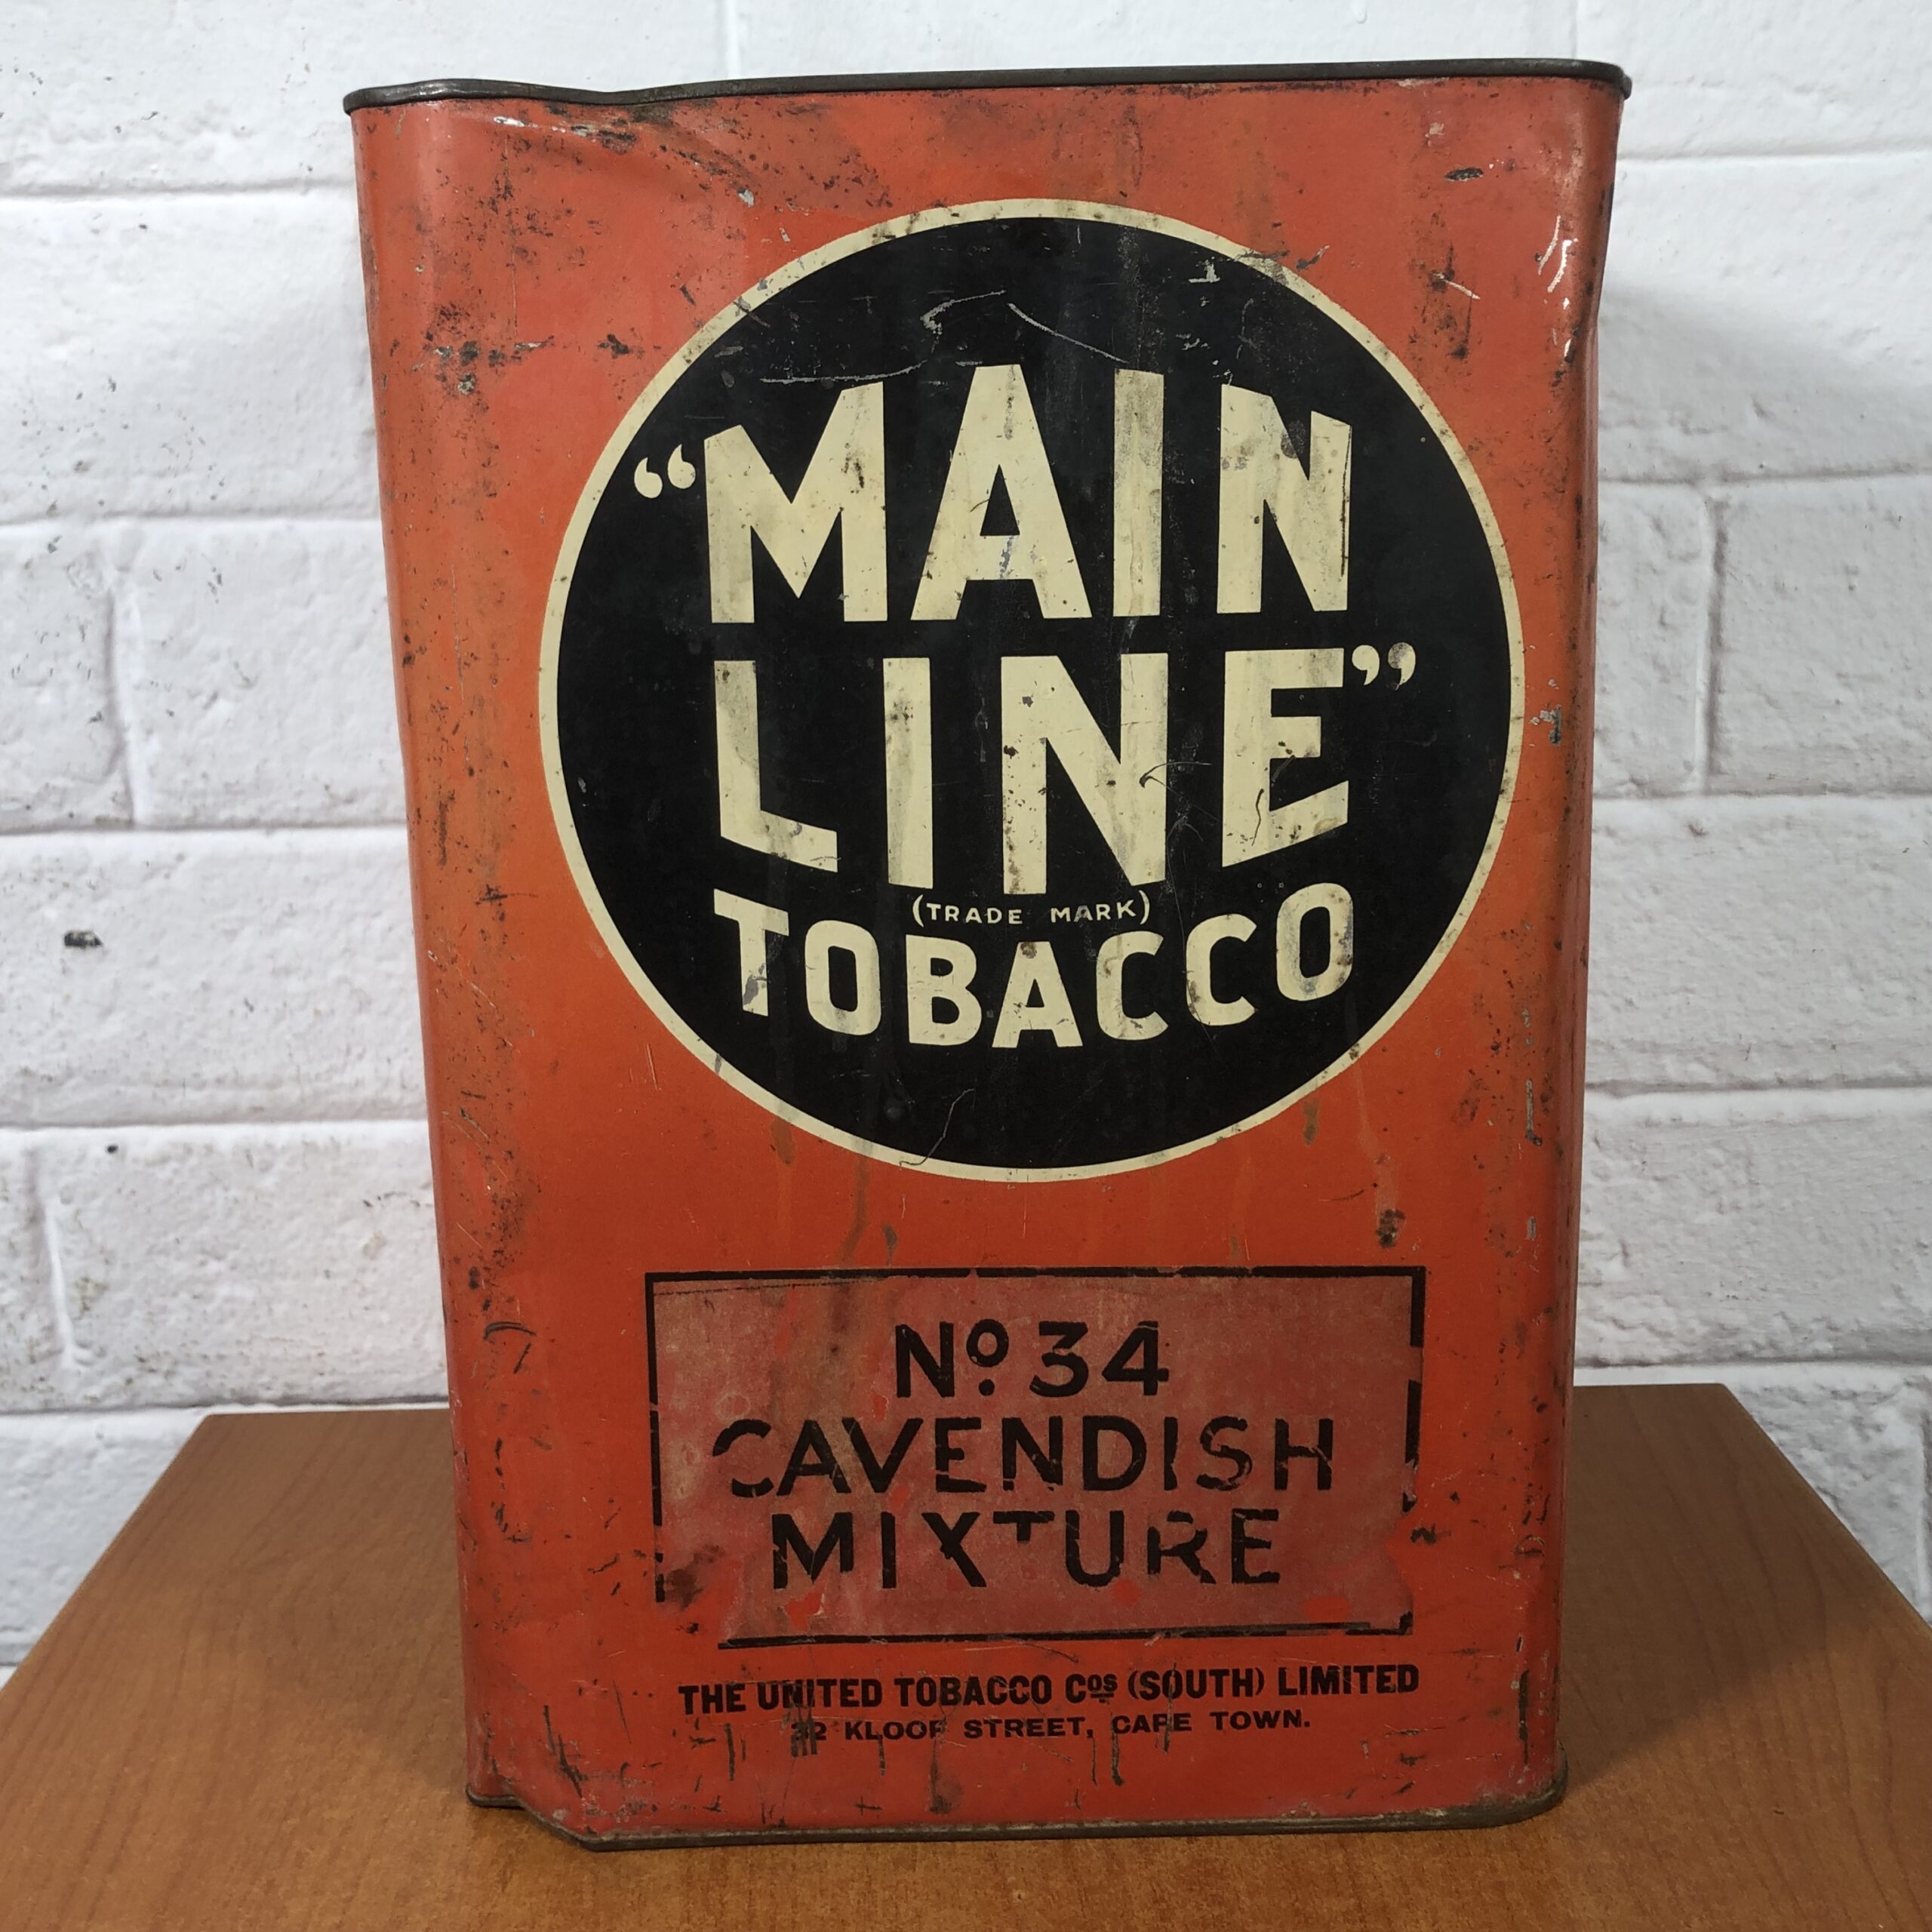 “MAIN
LINE”
(TRADE MARK)
TOBACCO
Nº 34
CAVENDISH
MIXTURE
THE UNITED TOBACCO Cos (SOUTH) LIMITED
KLOOF STREET, CAPE TOWN.